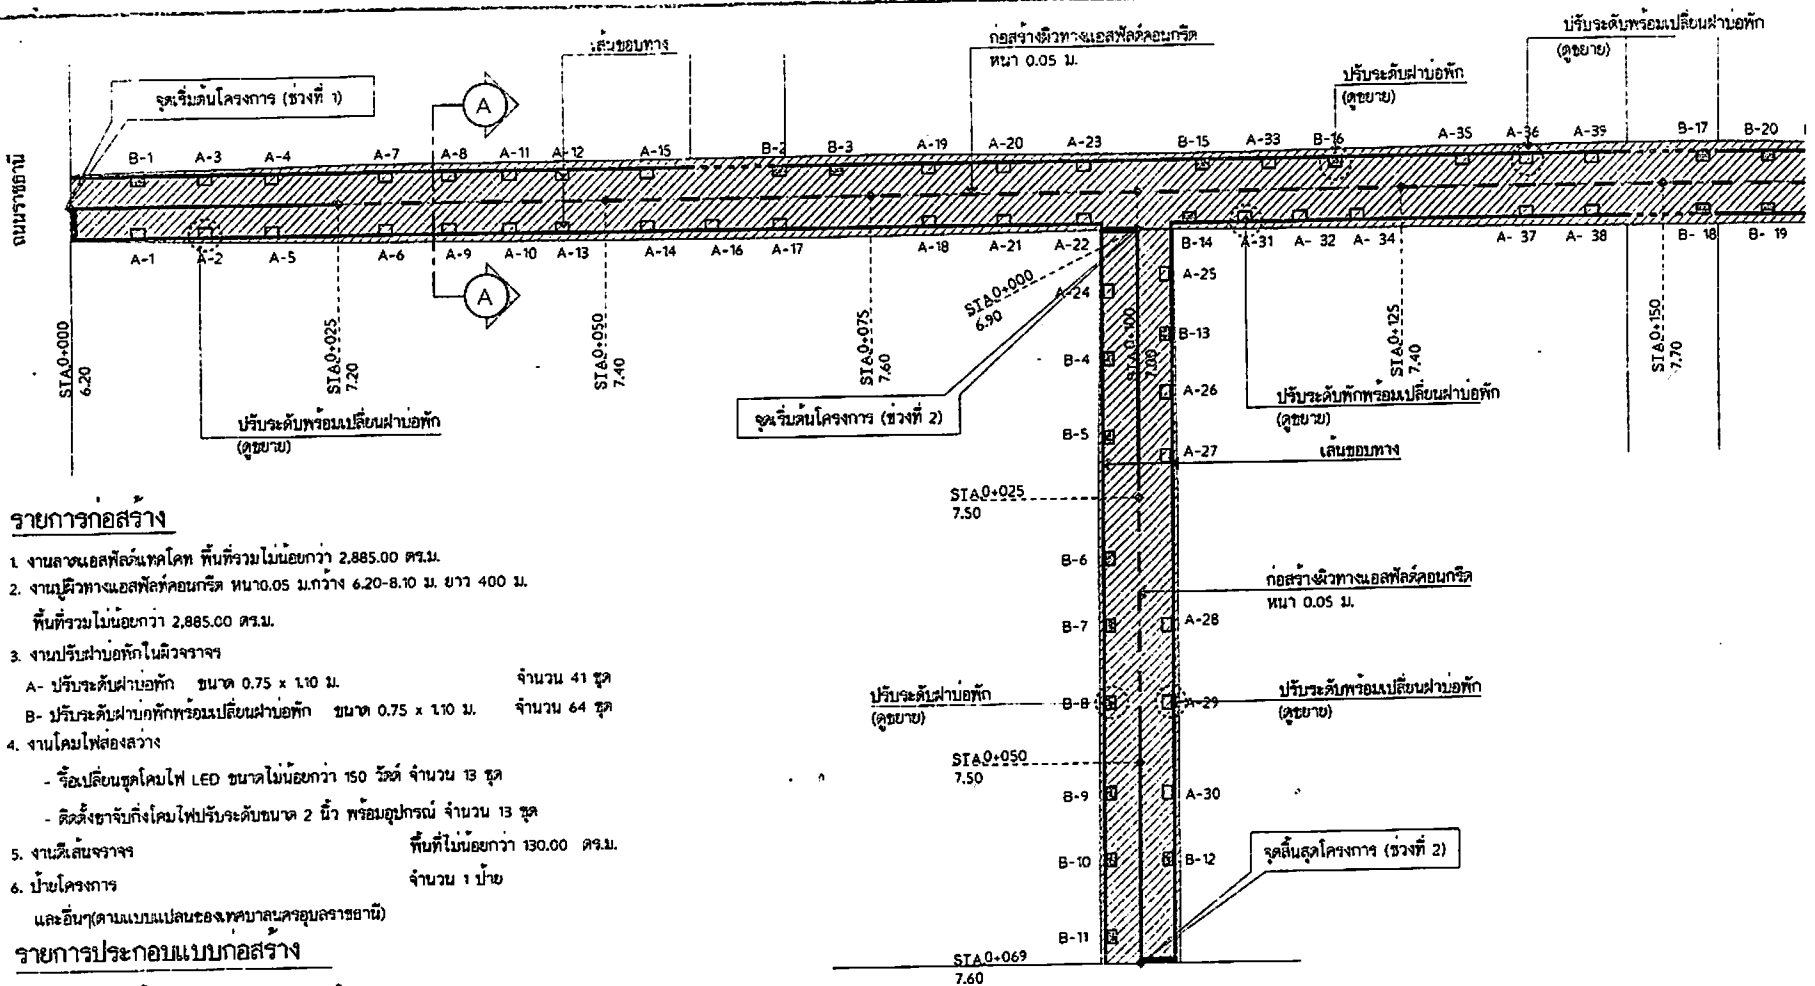 เส้นขอบทาง
ก่อสร้างผิวทางแอสฟัลต์คอนกรีต
หนา 0.05 ม.
ปรับระดับพร้อมเปลี่ยนฝาบ่อพัก
(ดูขยาย)
ปรับระดับฝาบ่อพัก
(ดูขยาย)
จุดเริ่มต้นโครงการ (ช่วงที่ 1)
A
ถนนราชธานี
B-1 A-3 A-4 A-7 A-8 A-11 A-12 A-15 B-2 B-3 A-19 A-20 A-23 B-15 A-33 B-16 A-35 A-36 A-39 B-17 B-20
A-1 A-2 A-5 A-6 A-9 A-10 A-13 A-14 A-16 A-17 A-18 A-21 A-22 B-14 A-31 A-32 A-34 A-37 A-38 B-18 B-19
A
STA.0+000
6.20
STA.0+025
7.20
STA.0+050
7.40
STA.0+075
7.60
STA.0+000
6.90
STA.0+100
7.00
STA.0+125
7.40
STA.0+150
7.70
A-24
A-25
B-13
B-4
A-26
B-5
A-27
ปรับระดับพร้อมเปลี่ยนฝาบ่อพัก
(ดูขยาย)
จุดเริ่มต้นโครงการ (ช่วงที่ 2)
ปรับระดับพักพร้อมเปลี่ยนฝาบ่อพัก
(ดูขยาย)
เส้นขอบทาง
STA.0+025
7.50
B-6
ก่อสร้างผิวทางแอสฟัลต์คอนกรีต
หนา 0.05 ม.
B-7
A-28
ปรับระดับฝาบ่อพัก
(ดูขยาย)
B-8
A-29
ปรับระดับพร้อมเปลี่ยนฝาบ่อพัก
(ดูขยาย)
STA.0+050
7.50
B-9
A-30
B-10
B-12
จุดสิ้นสุดโครงการ (ช่วงที่ 2)
B-11
STA.0+069
7.60
รายการก่อสร้าง
1. งานลาดแอสฟัลต์แทคโคท พื้นที่รวมไม่น้อยกว่า 2,885.00 ตร.ม.
2. งานปูผิวทางแอสฟัลท์คอนกรีต หนา0.05 ม.กว้าง 6.20-8.10 ม. ยาว 400 ม.
พื้นที่รวมไม่น้อยกว่า 2,885.00 ตร.ม.
3. งานปรับฝาบ่อพักในผิวจราจร
A- ปรับระดับฝาบ่อพัก ขนาด 0.75 x 1.10 ม. จำนวน 41 ชุด
B- ปรับระดับฝาบ่อพักพร้อมเปลี่ยนฝาบ่อพัก ขนาด 0.75 x 1.10 ม. จำนวน 64 ชุด
4. งานโคมไฟส่องสว่าง
- รื้อเปลี่ยนชุดโคมไฟ LED ขนาดไม่น้อยกว่า 150 วัตต์ จำนวน 13 ชุด
- ติดตั้งขาจับกิ่งโคมไฟปรับระดับขนาด 2 นิ้ว พร้อมอุปกรณ์ จำนวน 13 ชุด
5. งานตีเส้นจราจร พื้นที่ไม่น้อยกว่า 130.00 ตร.ม.
6. ป้ายโครงการ จำนวน 1 ป้าย
และอื่นๆ(ตามแบบแปลนของเทศบาลนครอุบลราชธานี)
รายการประกอบแบบก่อสร้าง